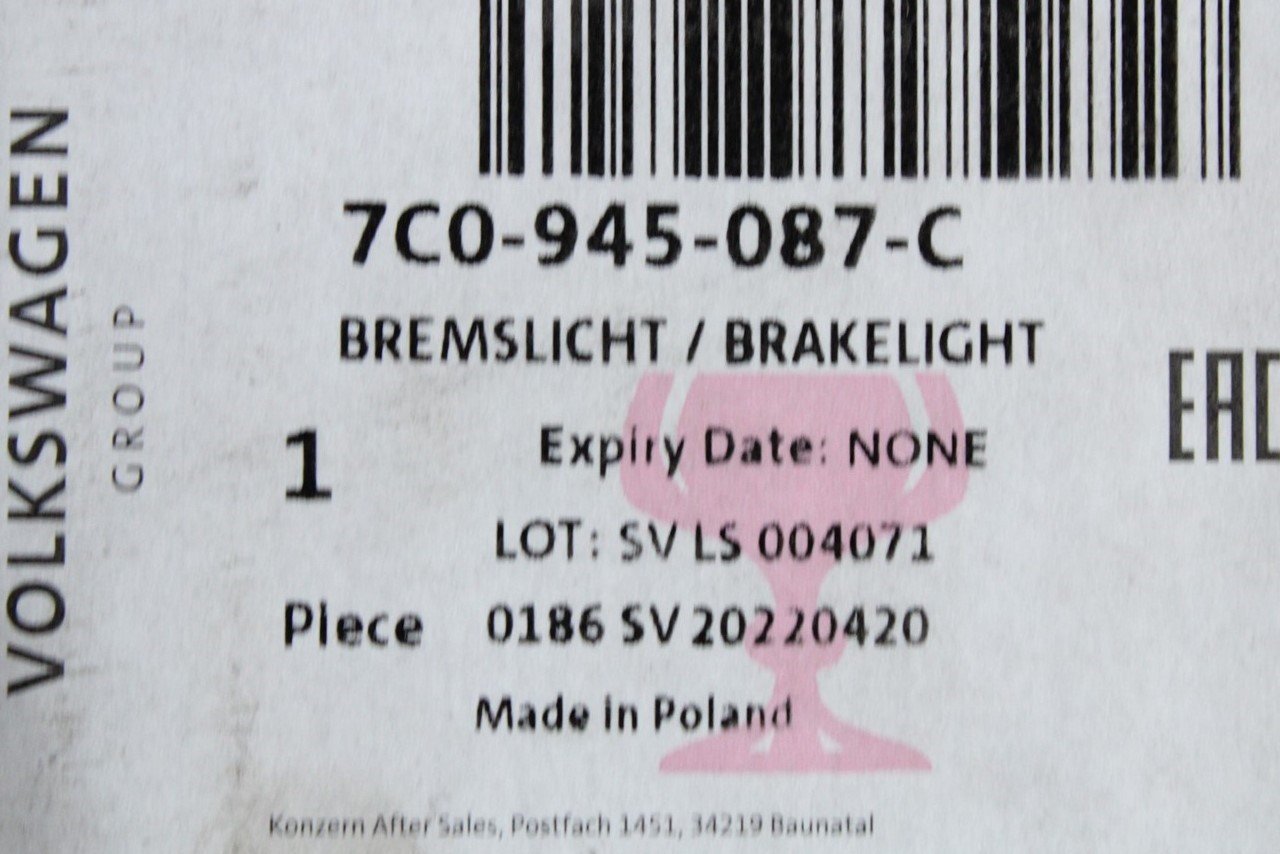 VOLKSWAGEN
GROUP
7C0-945-087-C
BREMSLICHT / BRAKELIGHT
EAC
1
Expiry Date: NONE
LOT: SV LS 004071
Piece 0186 SV 20220420
Made in Poland
Konzern After Sales, Postfach 1451, 34219 Baunatal